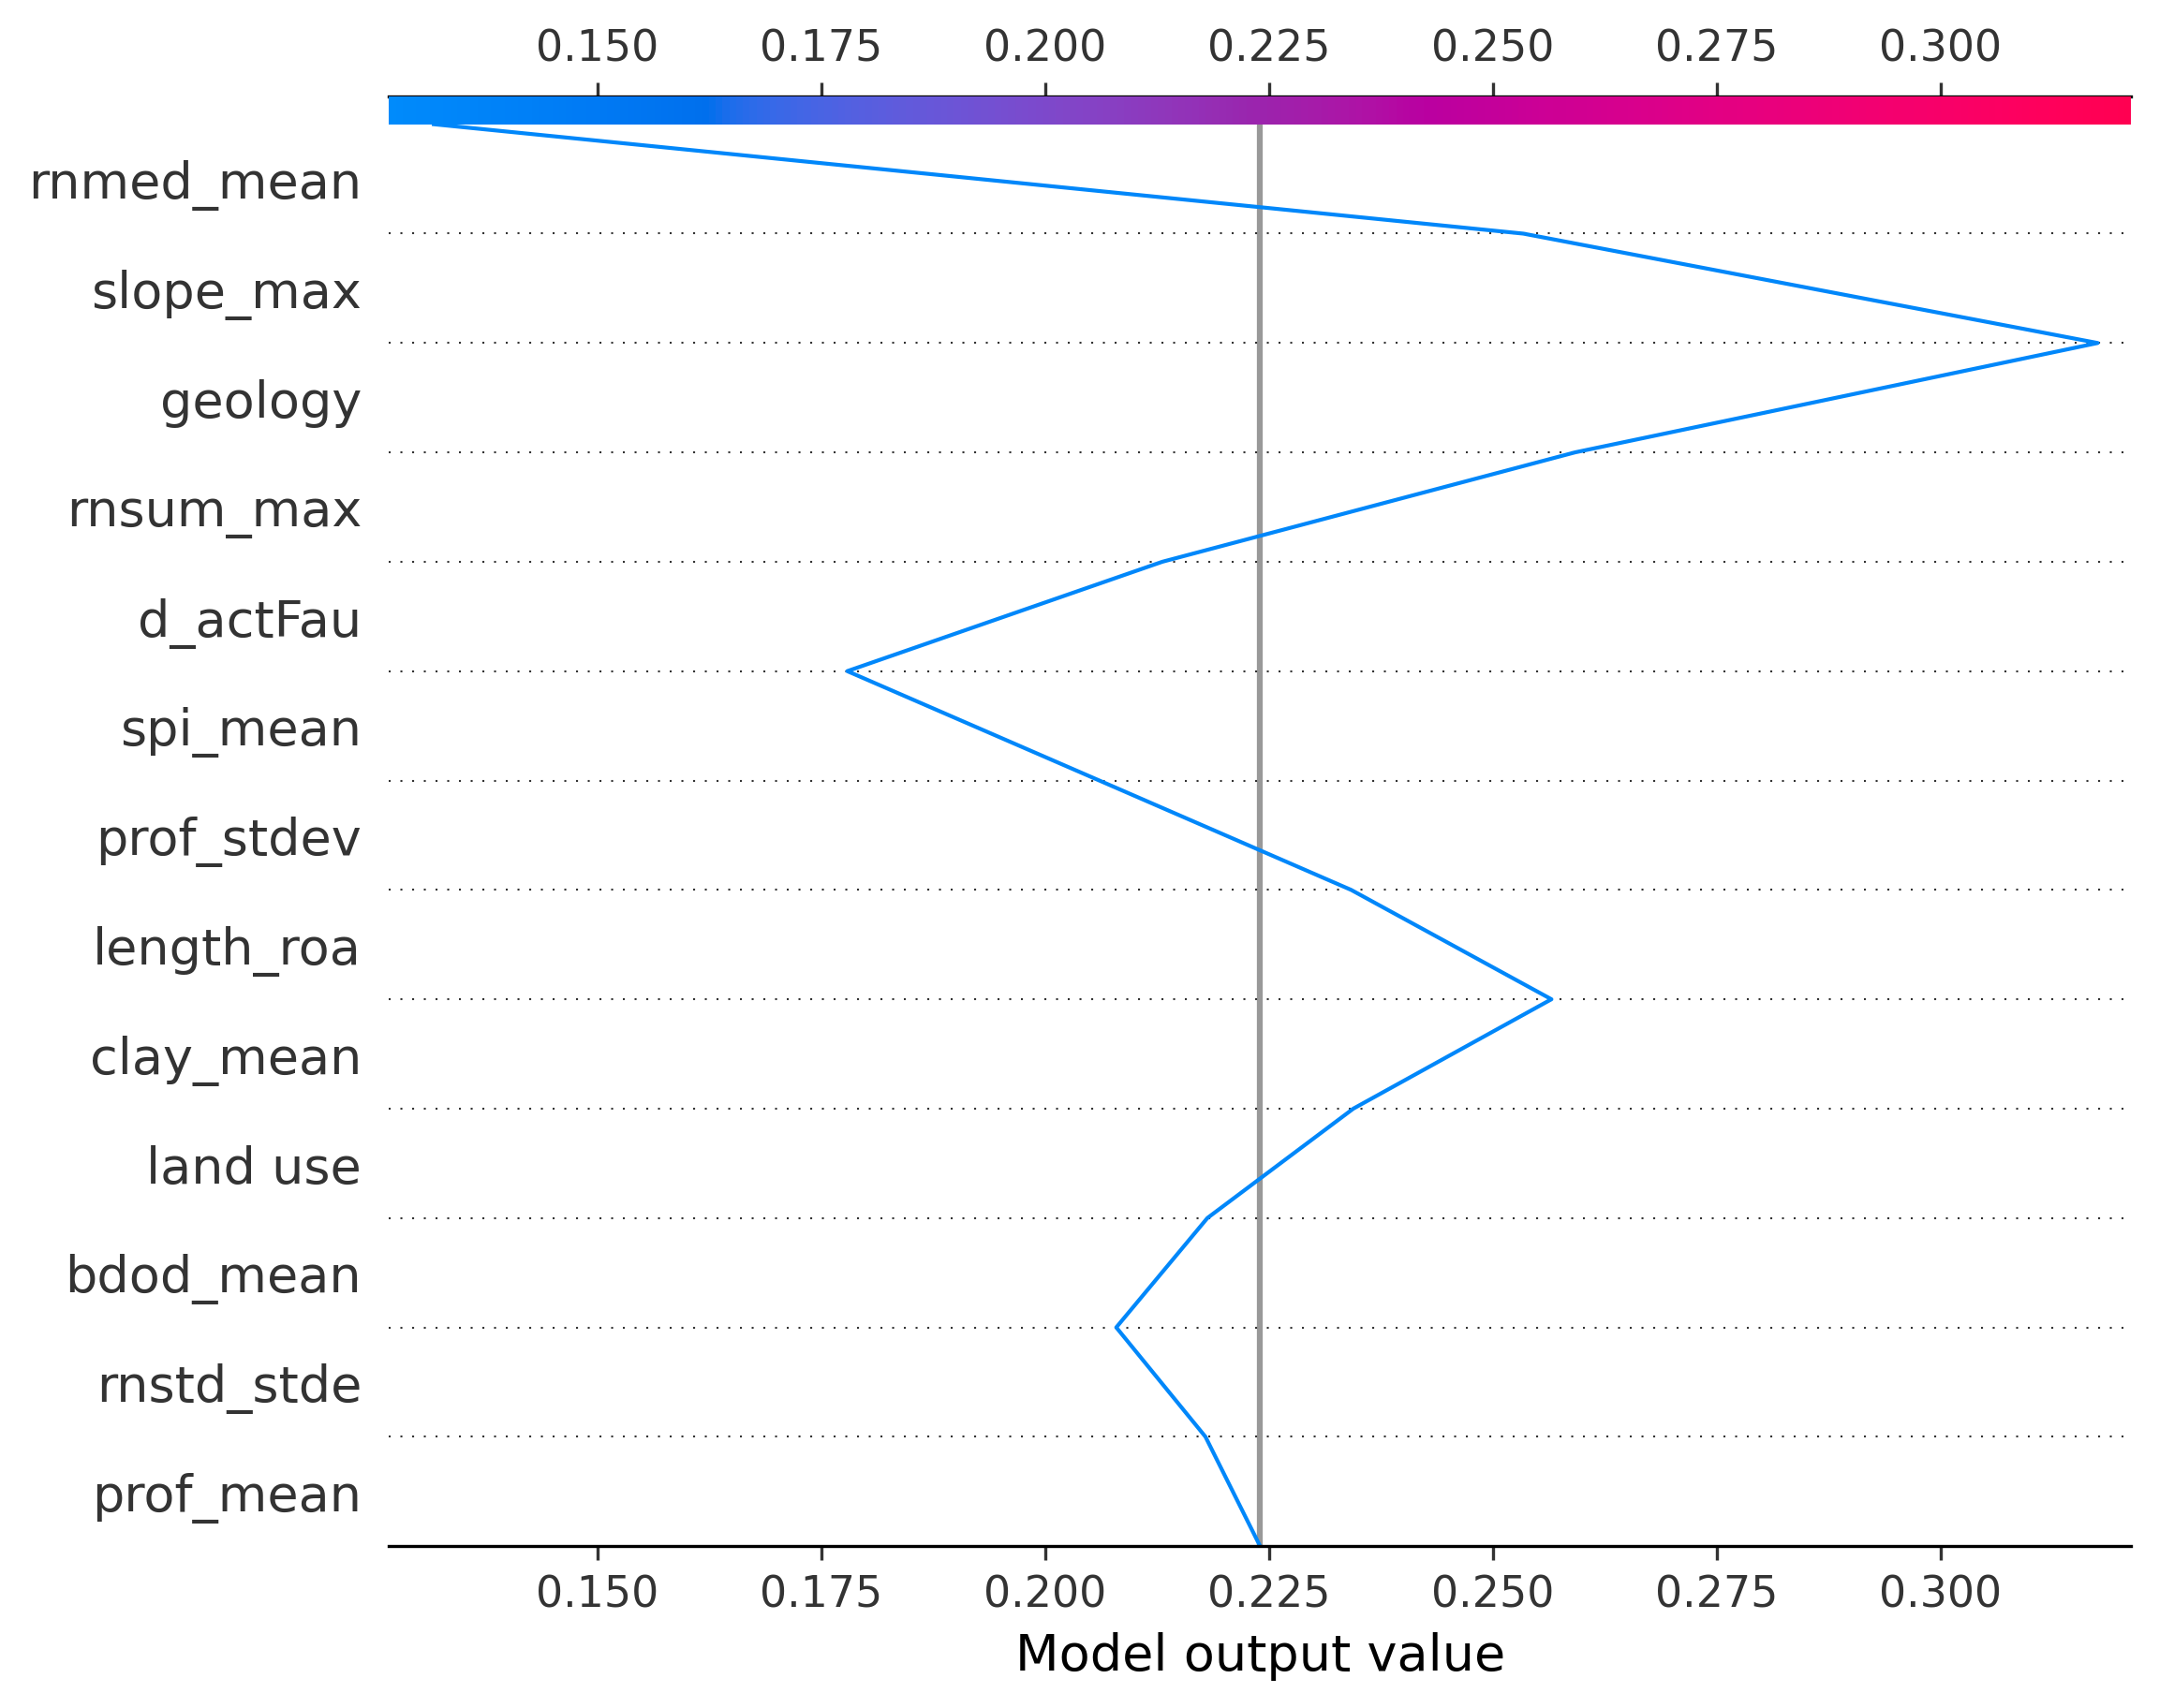 0.150 0.175 0.200 0.225 0.250 0.275 0.300
rnmed_mean
slope_max
geology
rnsum_max
d_actFau
spi_mean
prof_stdev
length_roa
clay_mean
land use
bdod_mean
rnstd_stde
prof_mean
0.150 0.175 0.200 0.225 0.250 0.275 0.300
Model output value